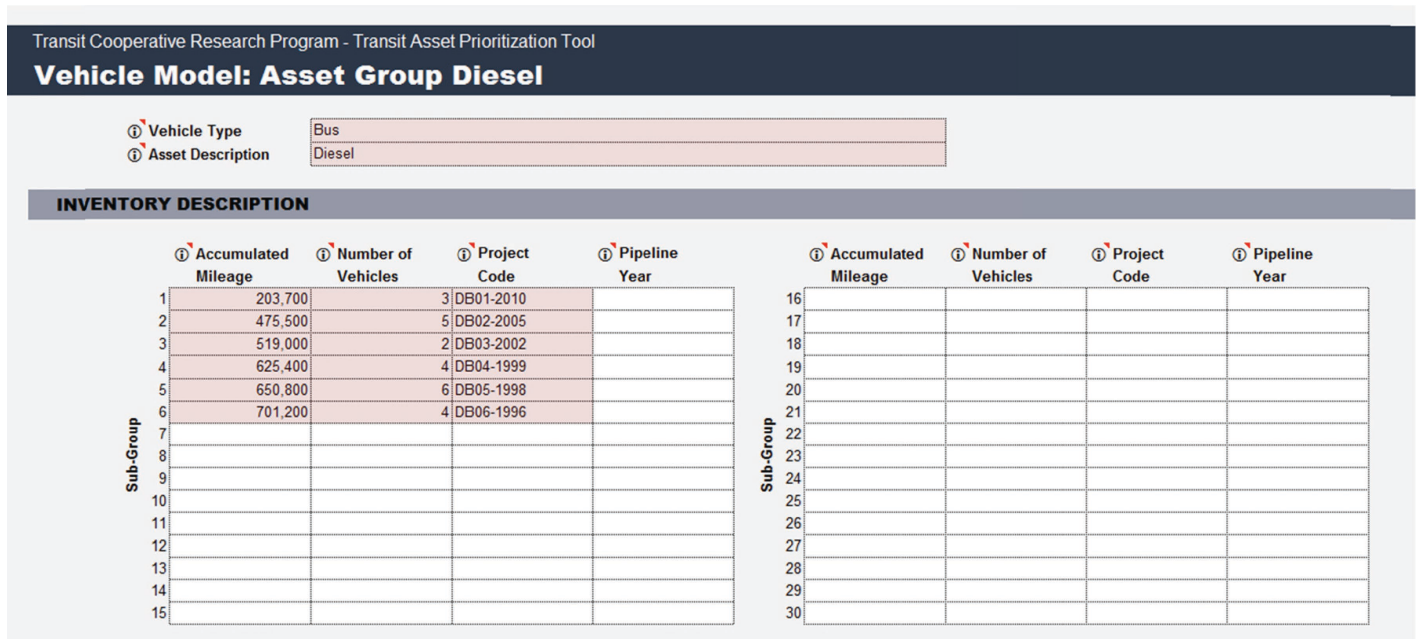 Transit Cooperative Research Program - Transit Asset Prioritization Tool
Vehicle Model: Asset Group Diesel
Vehicle Type Bus
Asset Description Diesel
INVENTORY DESCRIPTION
Accumulated Number of Project Pipeline Accumulated Number of Project Pipeline
Mileage Vehicles Code Year Mileage Vehicles Code Year
1 203,700 3 DB01-2010 16
2 475,500 5 DB02-2005 17
3 519,000 2 DB03-2002 18
4 625,400 4 DB04-1999 19
5 650,800 6 DB05-1998 20
6 701,200 4 DB06-1996 21
Sub-Group Sub-Group
7 22
8 23
9 24
10 25
11 26
12 27
13 28
14 29
15 30